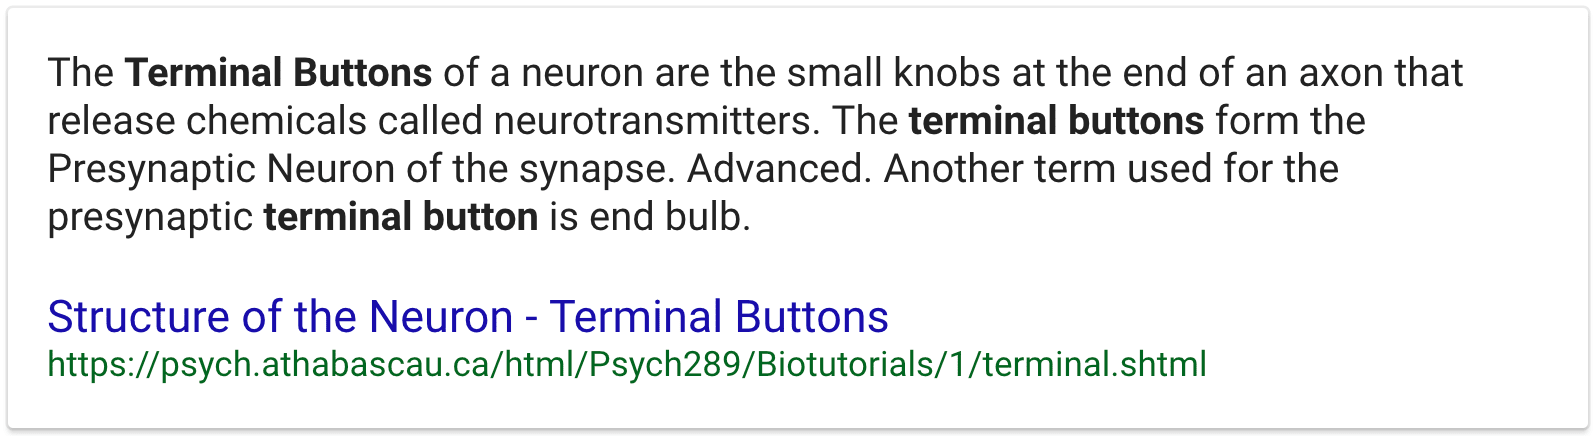 The Terminal Buttons of a neuron are the small knobs at the end of an axon that
release chemicals called neurotransmitters. The terminal buttons form the
Presynaptic Neuron of the synapse. Advanced. Another term used for the
presynaptic terminal button is end bulb.
Structure of the Neuron - Terminal Buttons
https://psych.athabascau.ca/html/Psych289/Biotutorials/1/terminal.shtml